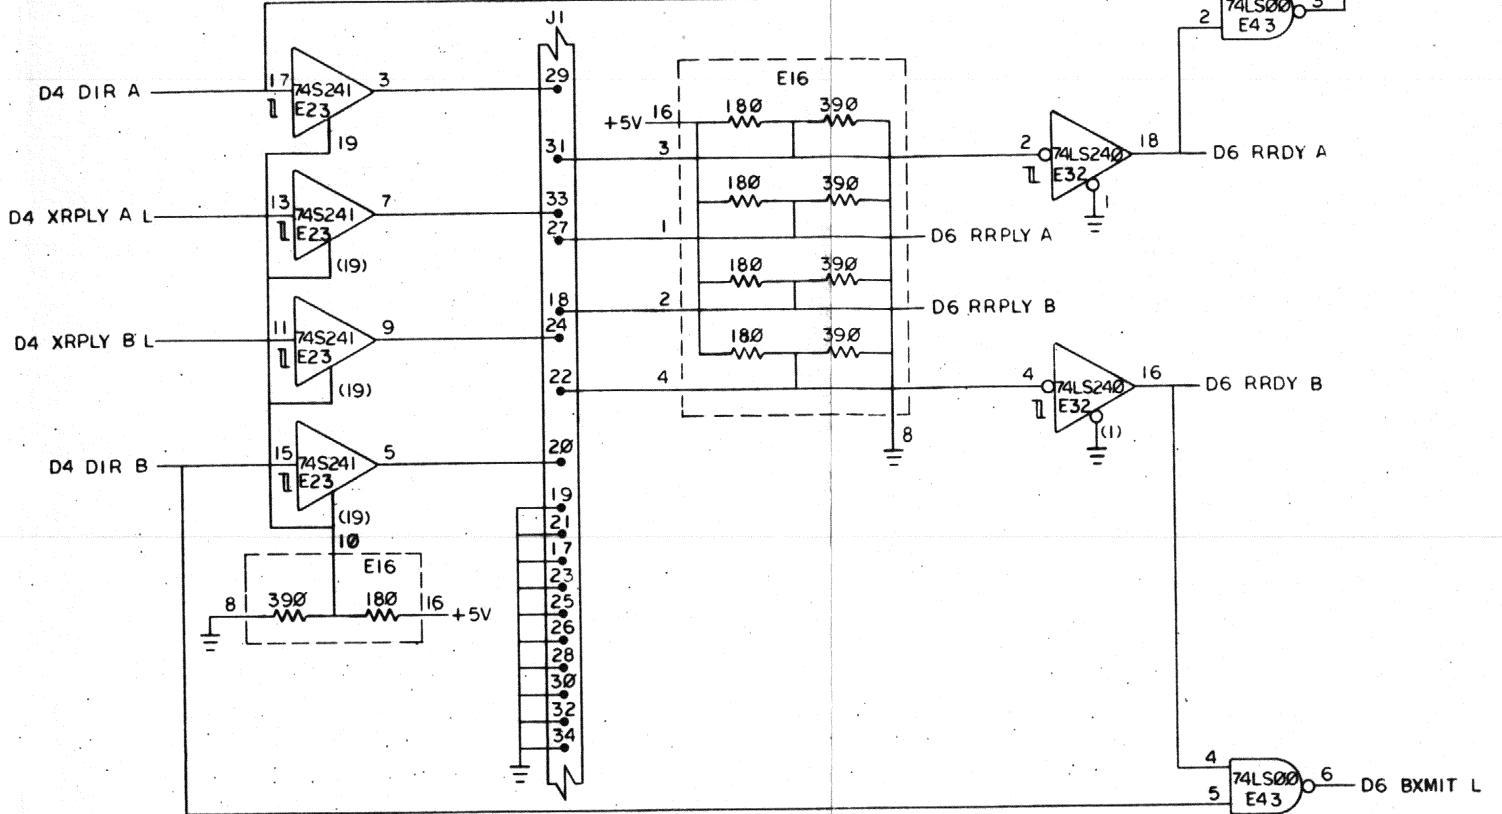 J1
74LS00
E43
2
3
D4 DIR A
17
74S241
E23
3
19
29
31
E16
+5V
16
180
390
3
2
74LS240
E32
1
18
D6 RRDY A
D4 XRPLY A L
13
74S241
E23
7
(19)
33
27
180
390
1
D6 RRPLY A
180
390
18
2
D6 RRPLY B
D4 XRPLY B L
11
74S241
E23
9
(19)
24
180
390
22
4
4
74LS240
E32
(1)
16
D6 RRDY B
8
D4 DIR B
15
74S241
E23
5
(19)
20
19
21
17
23
25
26
28
30
32
34
10
E16
8
390
180
16
+5V
4
5
74LS00
E43
6
D6 BXMIT L